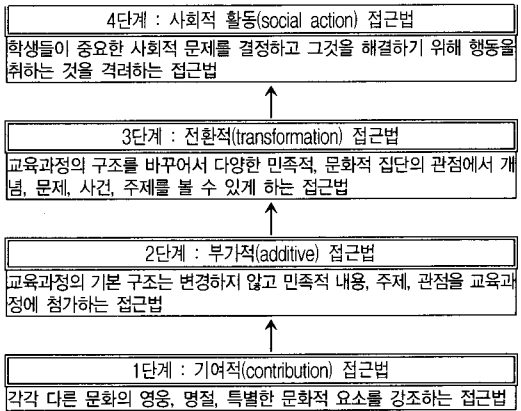 4단계 : 사회적 활동(social action) 접근법
학생들이 중요한 사회적 문제를 결정하고 그것을 해결하기 위해 행동을
취하는 것을 격려하는 접근법
3단계 : 전환적(transformation) 접근법
교육과정의 구조를 바꾸어서 다양한 민족적, 문화적 집단의 관점에서 개
념, 문제, 사건, 주제를 볼 수 있게 하는 접근법
2단계 : 부가적(additive) 접근법
교육과정의 기본 구조는 변경하지 않고 민족적 내용, 주제, 관점을 교육과
정에 첨가하는 접근법
1단계 : 기여적(contribution) 접근법
각각 다른 문화의 영웅, 명절, 특별한 문화적 요소를 강조하는 접근법